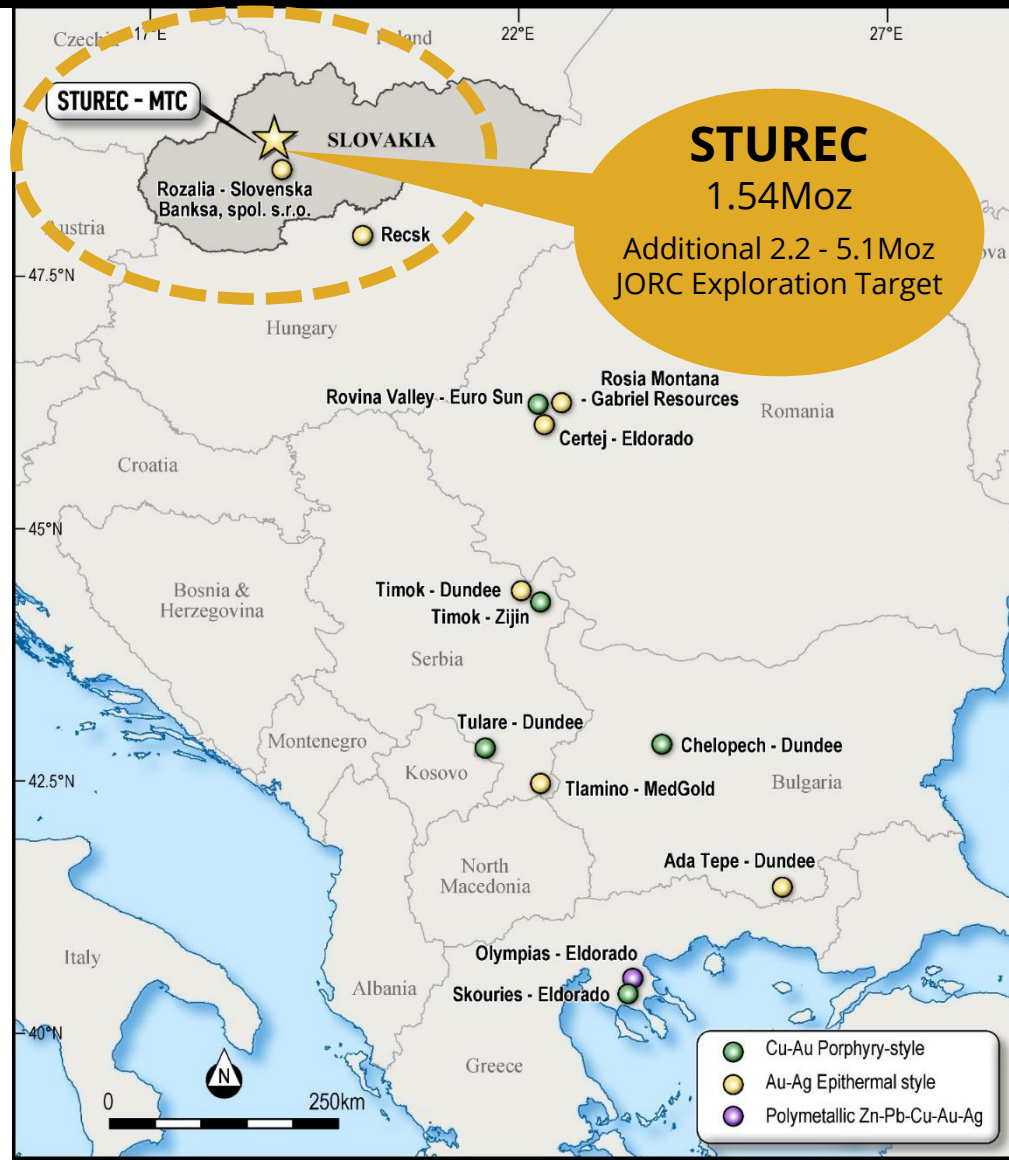 17°E
22°E
27°E
Czechia
Poland
STUREC - MTC
SLOVAKIA
Rozalia - Slovenska
Banksa, spol. s.r.o.
Recsk
STUREC
1.54Moz
Additional 2.2 - 5.1Moz
JORC Exploration Target
ustria
ova
47.5°N
Hungary
Rovina Valley - Euro Sun
Rosia Montana
- Gabriel Resources
Certej - Eldorado
Romania
Croatia
45°N
Bosnia &
Herzegovina
Timok - Dundee
Timok - Zijin
Serbia
Tulare - Dundee
Chelopech - Dundee
Montenegro
Kosovo
42.5°N
Tlamino - MedGold
Bulgaria
North
Macedonia
Ada Tepe - Dundee
Italy
Olympias - Eldorado
Albania
Skouries - Eldorado
40°N
Greece
N
0
250km
Cu-Au Porphyry-style
Au-Ag Epithermal style
Polymetallic Zn-Pb-Cu-Au-Ag